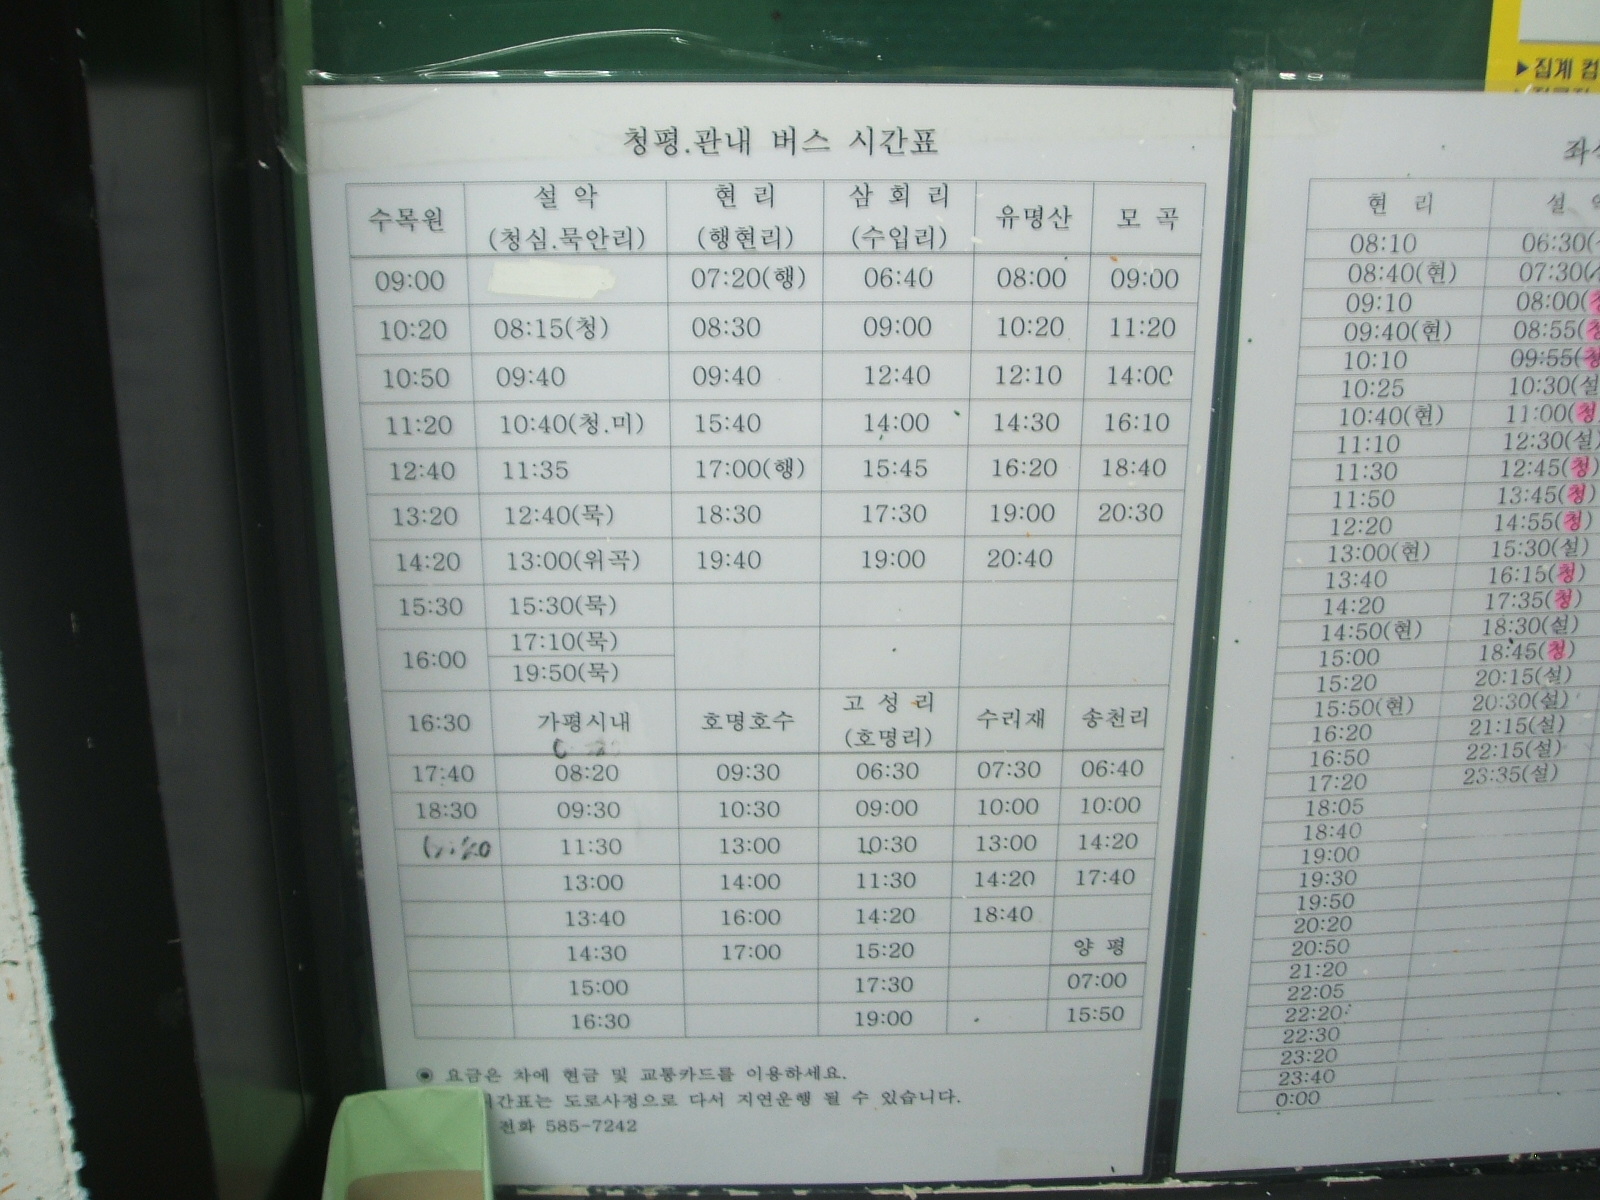 ▶집계 컴
청평.관내 버스 시간표
수목원 설 악 (청심.묵안리) 현 리 (행현리) 삼 회 리 (수입리) 유명산 모 곡
09:00 07:20(행) 06:40 08:00 09:00
10:20 08:15(청) 08:30 09:00 10:20 11:20
10:50 09:40 09:40 12:40 12:10 14:00
11:20 10:40(청.미) 15:40 14:00 14:30 16:10
12:40 11:35 17:00(행) 15:45 16:20 18:40
13:20 12:40(묵) 18:30 17:30 19:00 20:30
14:20 13:00(위곡) 19:40 19:00 20:40
15:30 15:30(묵)
16:00 17:10(묵)
19:50(묵)
16:30 가평시내 호명호수 고 성 리 (호명리) 수리재 송천리
17:40 08:20 09:30 06:30 07:30 06:40
18:30 09:30 10:30 09:00 10:00 10:00
11:30 13:00 10:30 13:00 14:20
13:00 14:00 11:30 14:20 17:40
13:40 16:00 14:20 18:40
14:30 17:00 15:20 양 평
15:00 17:30 07:00
16:30 19:00 15:50
◉ 요금은 차에 현금 및 교통카드를 이용하세요.
시간표는 도로사정으로 다서 지연운행 될 수 있습니다.
전화 585-7242
현 리 설
08:10 06:30(
08:40(현) 07:30(
09:10 08:00(청
09:40(현) 08:55(청
10:10 09:55(청
10:25 10:30(설
10:40(현) 11:00(청
11:10 12:30(설)
11:30 12:45(청)
11:50 13:45(청)
12:20 14:55(청)
13:00(현) 15:30(설)
13:40 16:15(청)
14:20 17:35(청)
14:50(현) 18:30(설)
15:00 18:45(청)
15:20 20:15(설)
15:50(현) 20:30(설)
16:20 21:15(설)
16:50 22:15(설)
17:20 23:35(설)
18:05
18:40
19:00
19:30
19:50
20:20
20:50
21:20
22:05
22:20
22:30
23:20
23:40
0:00